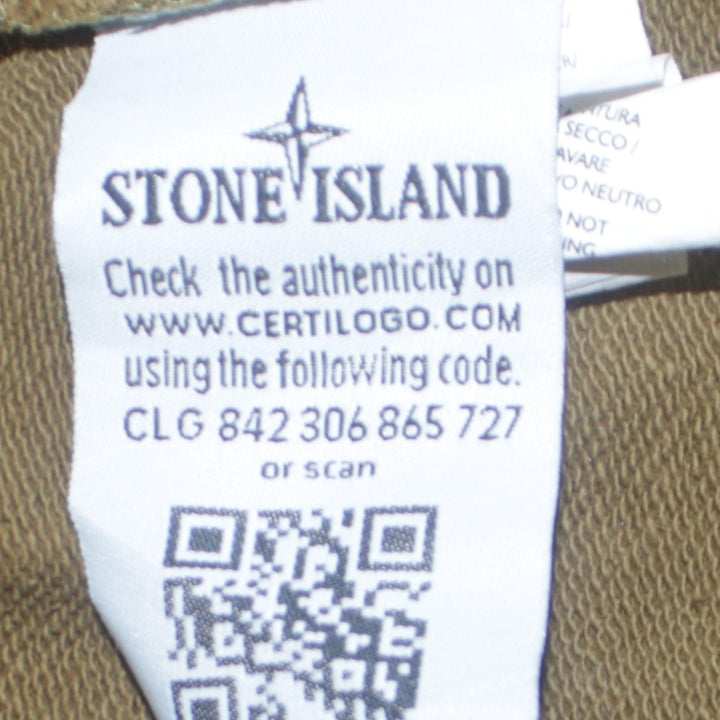 STONE ISLAND
Check the authenticity on
WWW.CERTILOGO.COM
using the following code.
CLG 842 306 865 727
or scan
SECCO /
NEUTRO
NOT